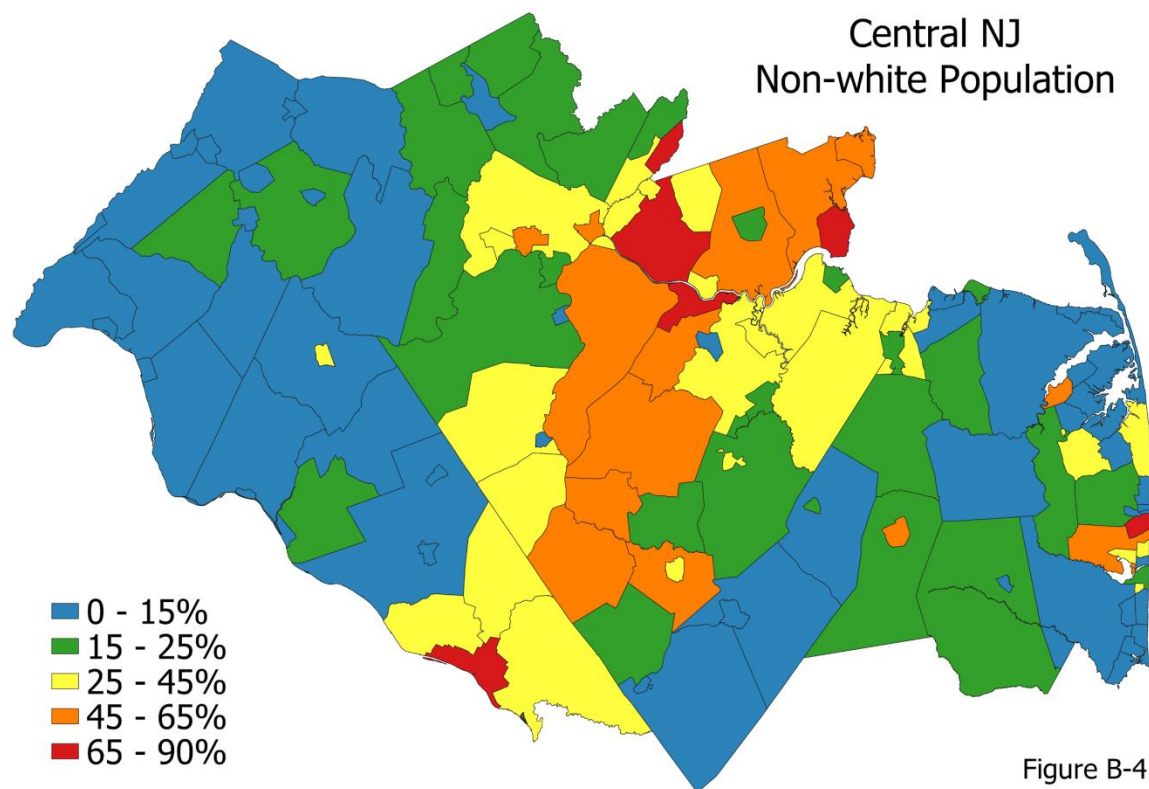 Central NJ
Non-white Population
0 - 15%
15 - 25%
25 - 45%
45 - 65%
65 - 90%
Figure B-4